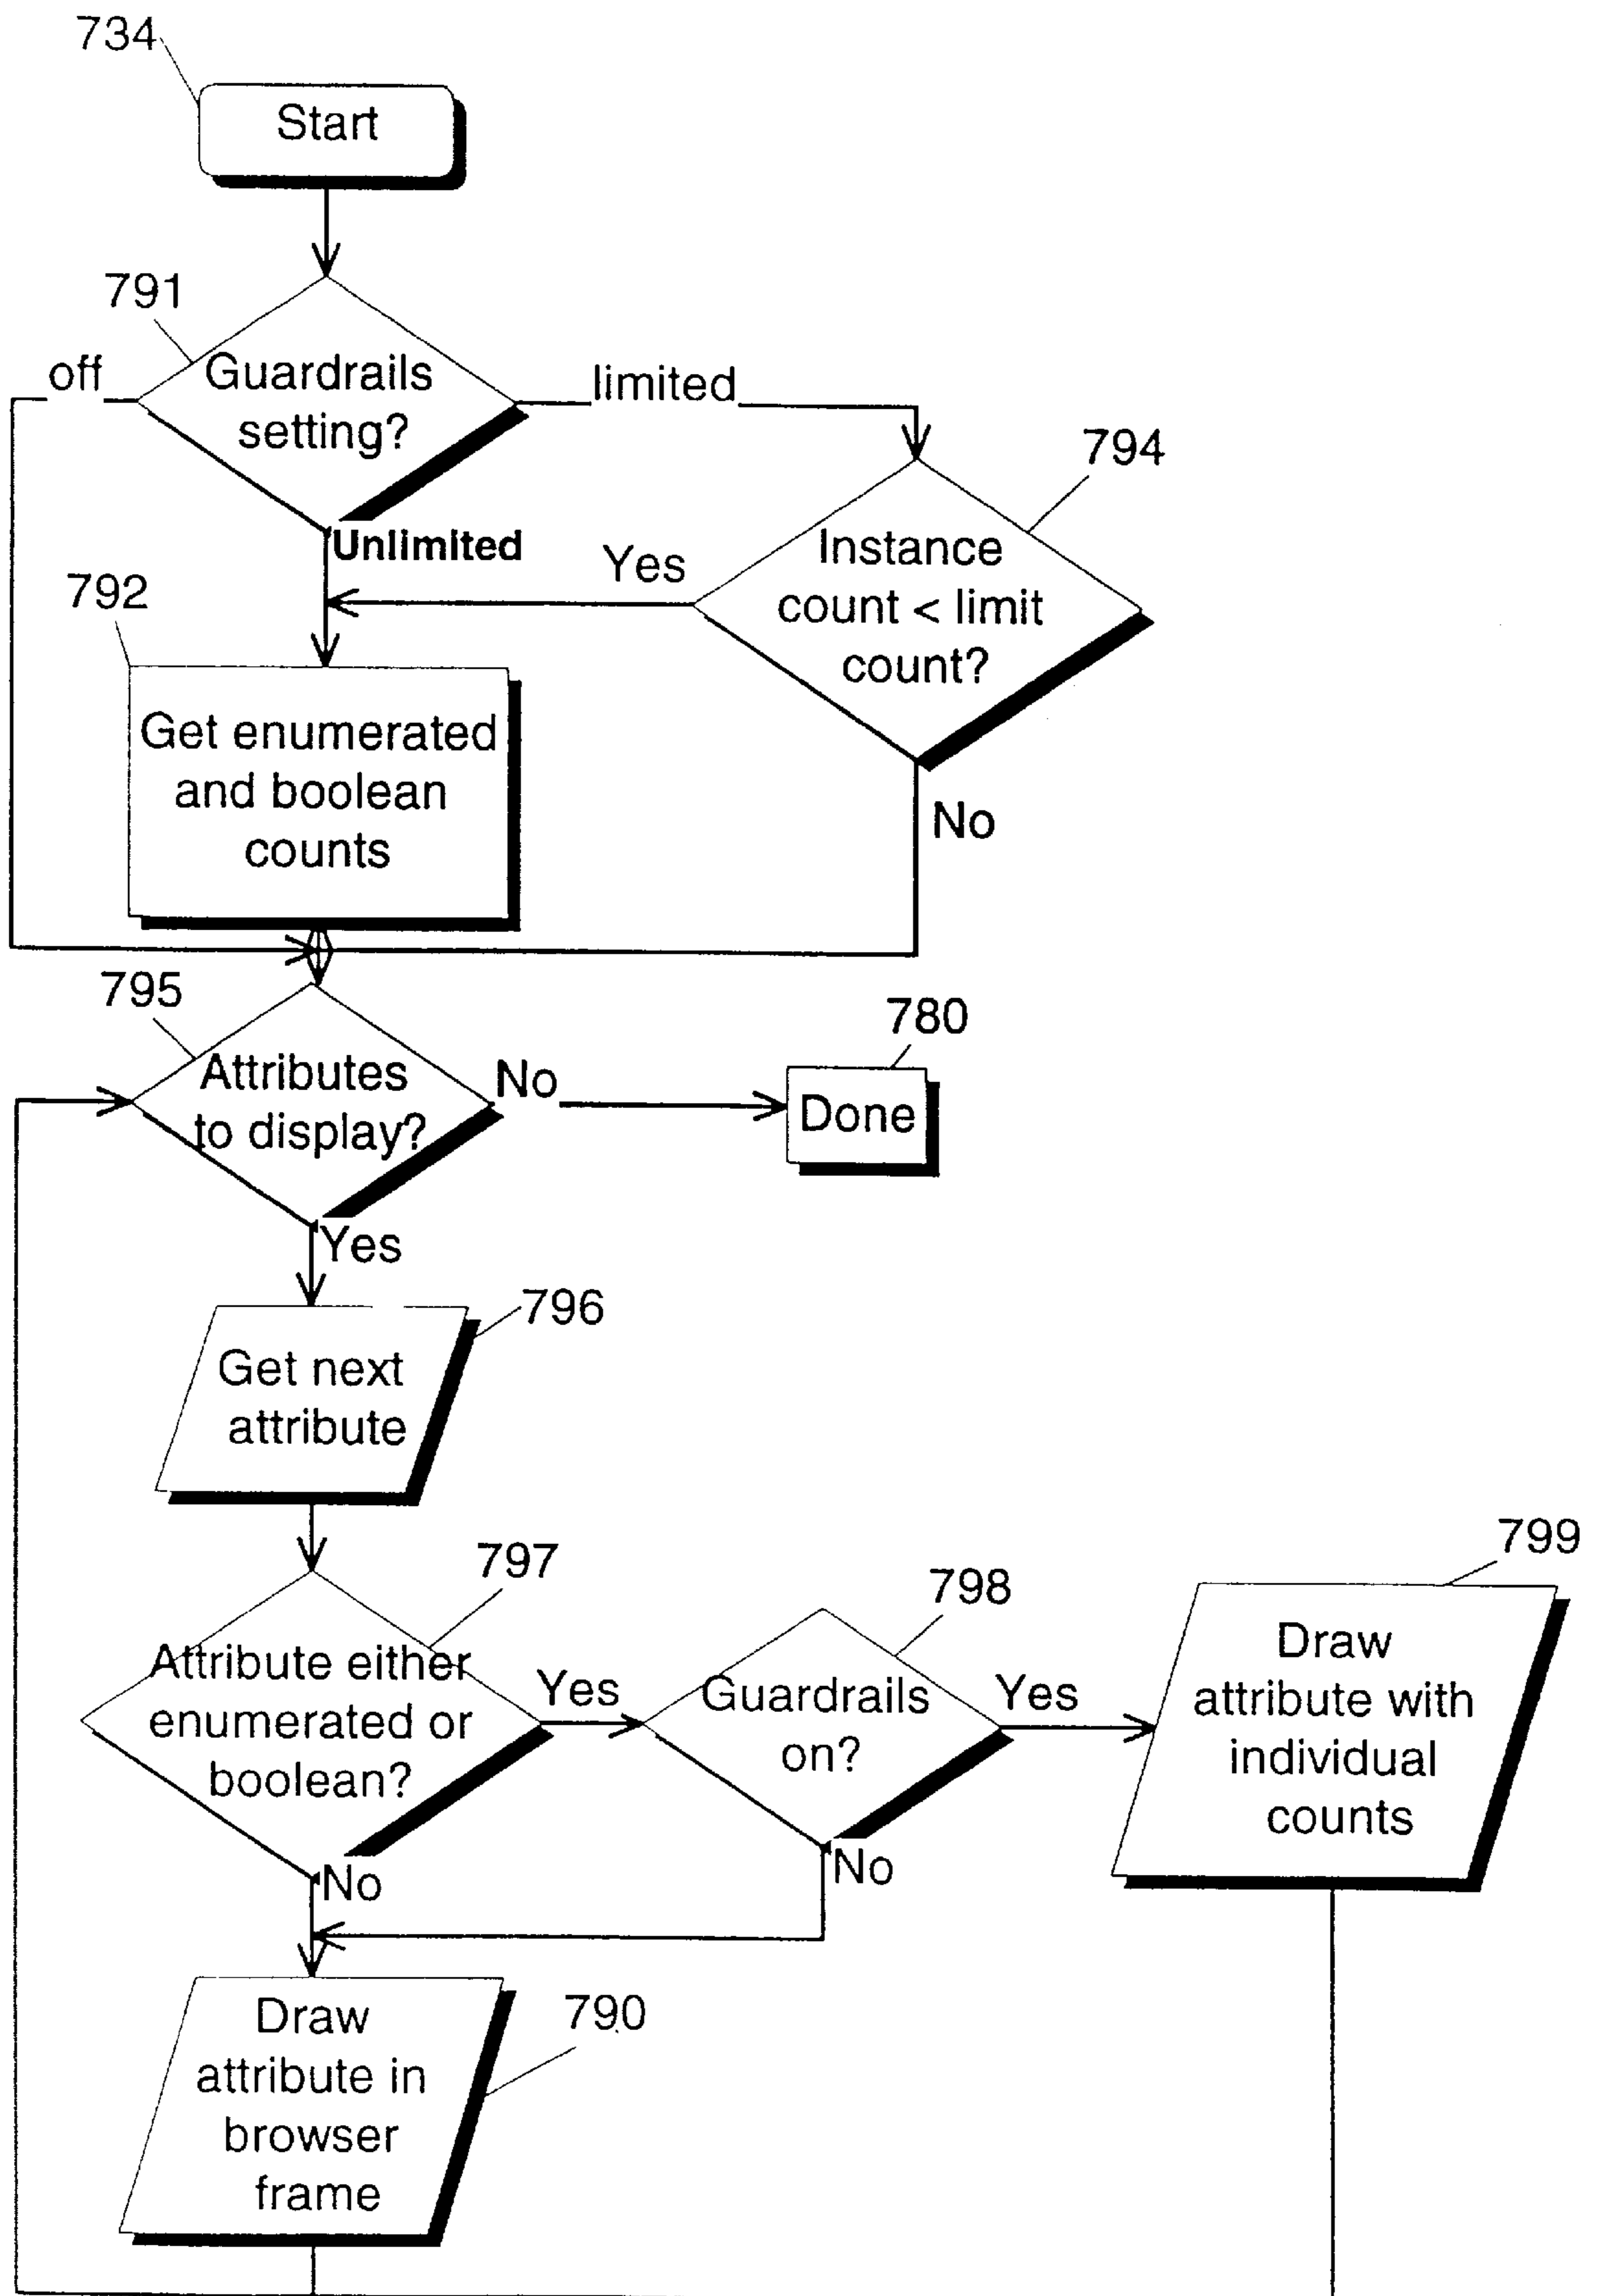 734
Start
791
off
Guardrails
setting?
limited
794
Unlimited
Yes
Instance
count < limit
count?
792
Get enumerated
and boolean
counts
No
795
780
Attributes
to display?
No
Done
Yes
796
Get next
attribute
797
798
799
Attribute either
enumerated or
boolean?
Yes
Guardrails
on?
Yes
Draw
attribute with
individual
counts
No
No
Draw
attribute in
browser
frame
790